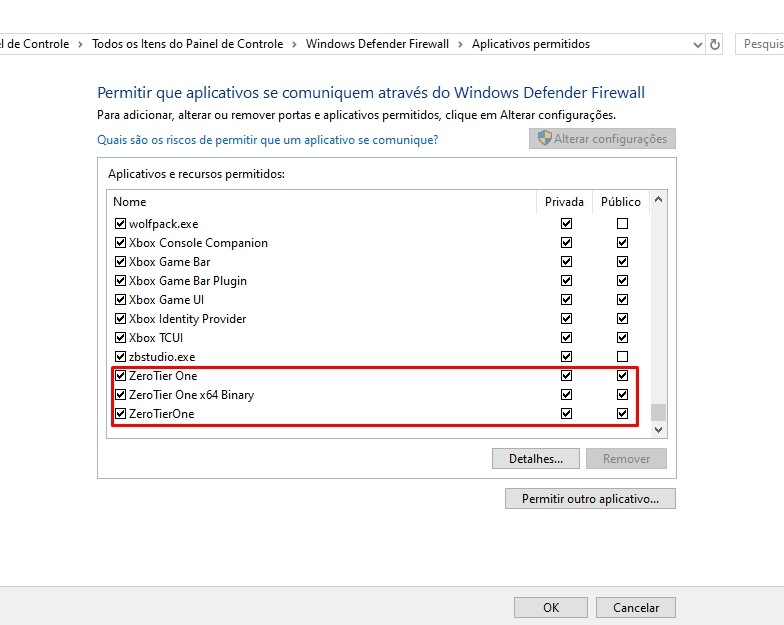 l de Controle > Todos os Itens do Painel de Controle > Windows Defender Firewall > Aplicativos permitidos
Pesquis
Permitir que aplicativos se comuniquem através do Windows Defender Firewall
Para adicionar, alterar ou remover portas e aplicativos permitidos, clique em Alterar configurações.
Quais são os riscos de permitir que um aplicativo se comunique?
Alterar configurações
Aplicativos e recursos permitidos:
Nome Privada Público
wolfpack.exe
Xbox Console Companion
Xbox Game Bar
Xbox Game Bar Plugin
Xbox Game UI
Xbox Identity Provider
Xbox TCUI
zbstudio.exe
ZeroTier One
ZeroTier One x64 Binary
ZeroTierOne
Detalhes... Remover
Permitir outro aplicativo...
OK Cancelar